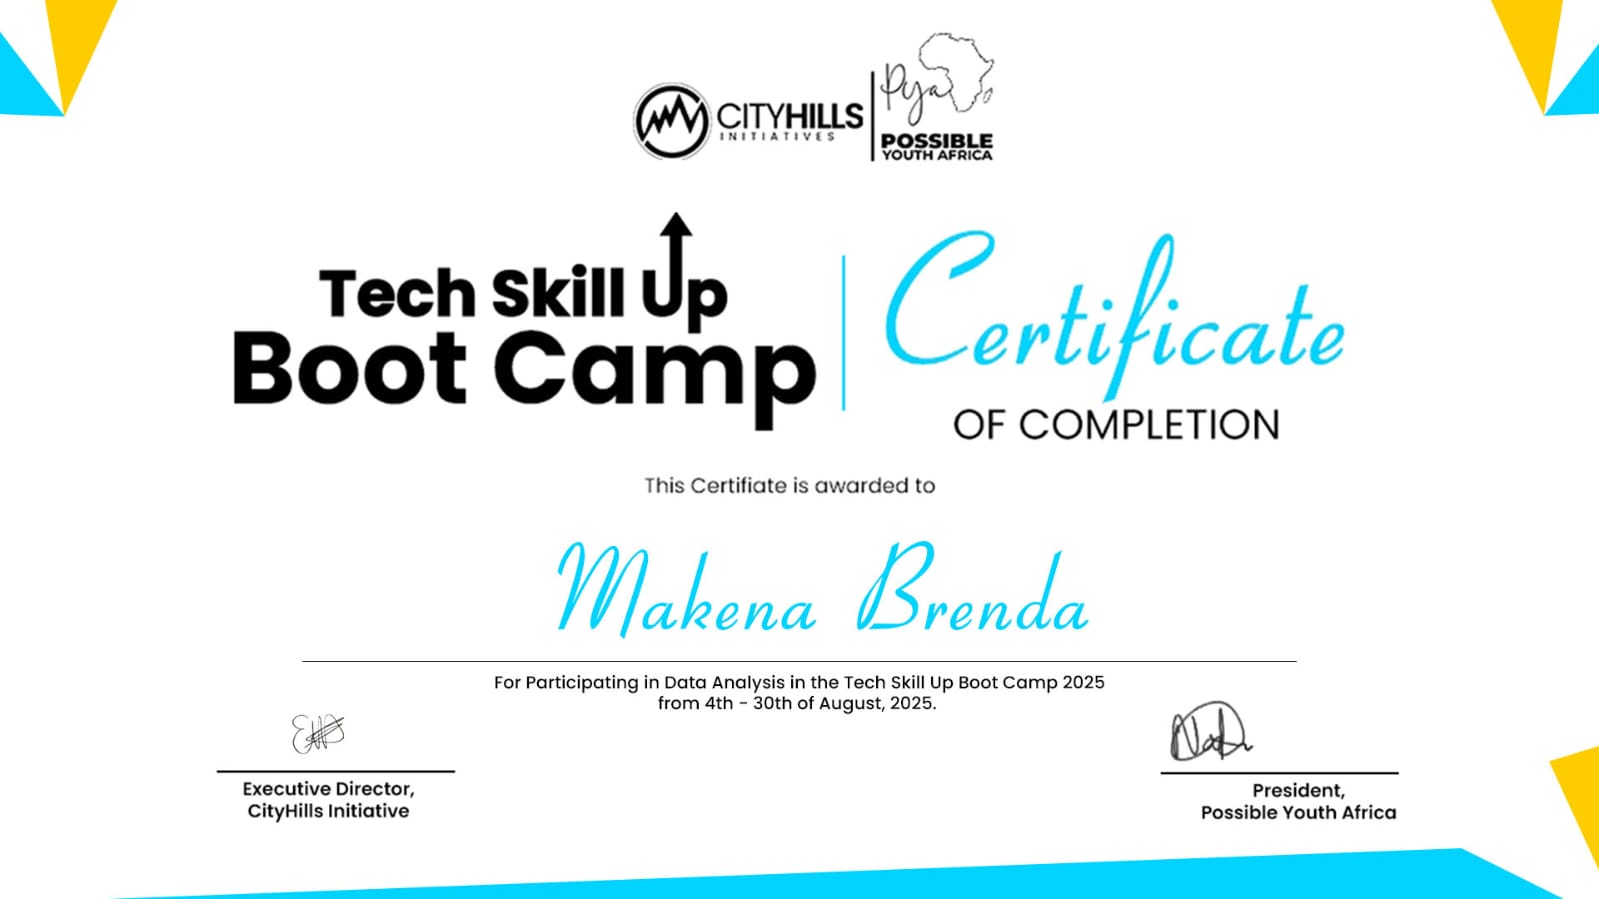 CITYHILLS
INITIATIVES
Pya
POSSIBLE
YOUTH AFRICA
Tech Skill Up
Boot Camp
Certificate
OF COMPLETION
This Certifiate is awarded to
Makena Brenda
For Participating in Data Analysis in the Tech Skill Up Boot Camp 2025
from 4th - 30th of August, 2025.
Executive Director,
CityHills Initiative
President,
Possible Youth Africa